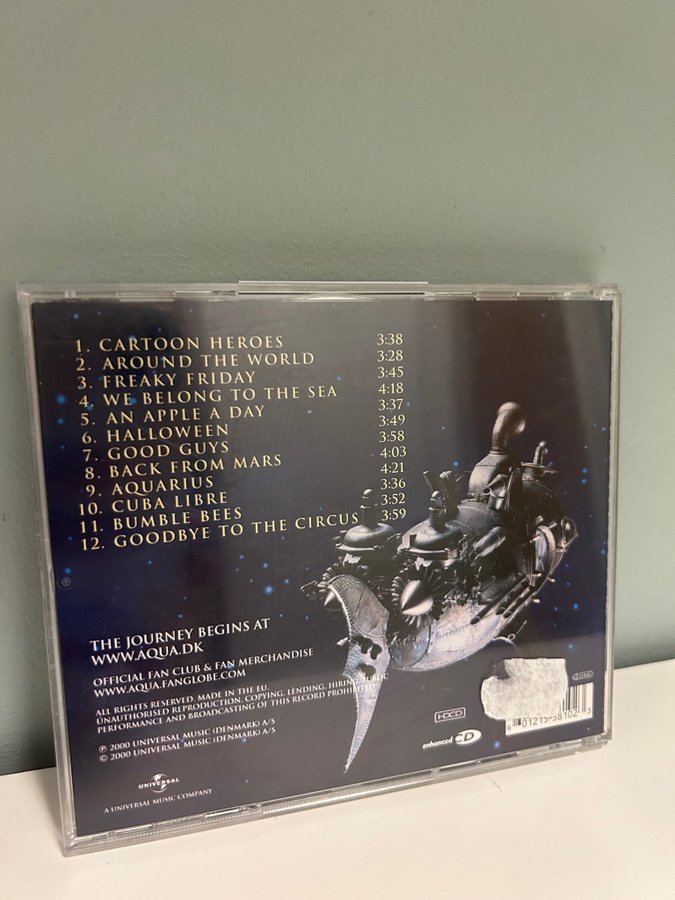 1. CARTOON HEROES 3:38
2. AROUND THE WORLD 3:28
3. FREAKY FRIDAY 3:45
4. WE BELONG TO THE SEA 4:18
5. AN APPLE A DAY 3:37
6. HALLOWEEN 3:49
7. GOOD GUYS 3:58
8. BACK FROM MARS 4:03
9. AQUARIUS 4:21
10. CUBA LIBRE 3:36
11. BUMBLE BEES 3:52
12. GOODBYE TO THE CIRCUS 3:59
THE JOURNEY BEGINS AT
WWW.AQUA.DK
OFFICIAL FAN CLUB & FAN MERCHANDISE
WWW.AQUA.FANGLOBE.COM
ALL RIGHTS RESERVED. MADE IN THE EU.
UNAUTHORISED REPRODUCTION, COPYING, LENDING, HIRING, PUBLIC
PERFORMANCE AND BROADCASTING OF THIS RECORD PROHIBITED.
℗ 2000 UNIVERSAL MUSIC (DENMARK) A/S
© 2000 UNIVERSAL MUSIC (DENMARK) A/S
UNIVERSAL
A UNIVERSAL MUSIC COMPANY
HDCD
enhanced CD